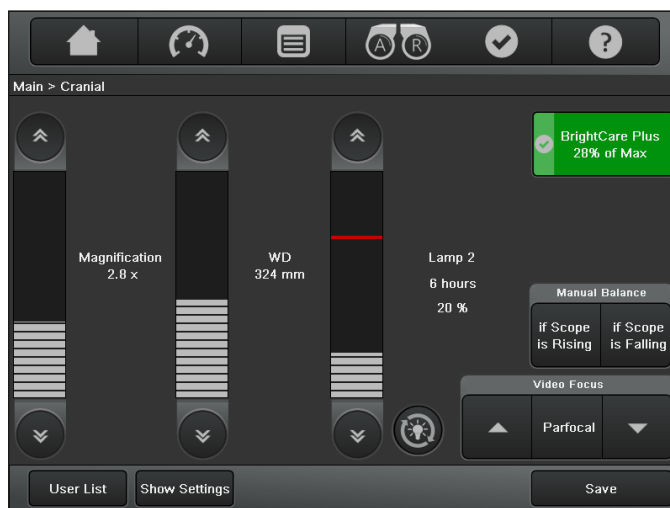 A R
?
Main > Cranial
BrightCare Plus
28% of Max
Magnification
2.8 x
WD
324 mm
Lamp 2
6 hours
20 %
Manual Balance
if Scope
is Rising
if Scope
is Falling
Video Focus
Parfocal
User List
Show Settings
Save